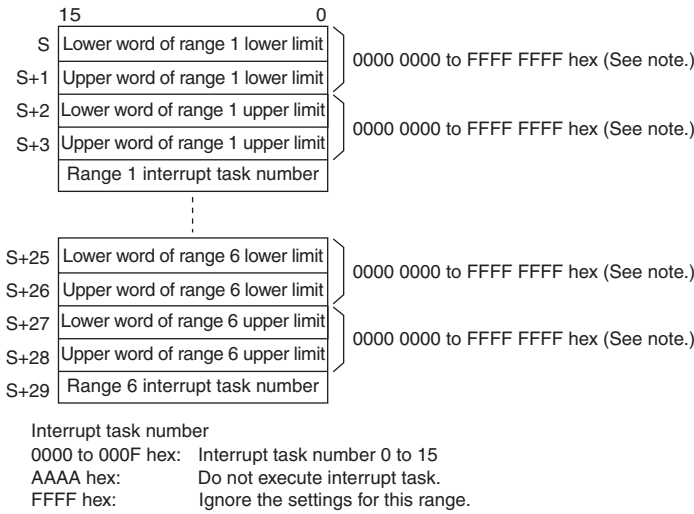 15 0
S Lower word of range 1 lower limit 0000 0000 to FFFF FFFF hex (See note.)
S+1 Upper word of range 1 lower limit
S+2 Lower word of range 1 upper limit 0000 0000 to FFFF FFFF hex (See note.)
S+3 Upper word of range 1 upper limit
Range 1 interrupt task number
S+25 Lower word of range 6 lower limit 0000 0000 to FFFF FFFF hex (See note.)
S+26 Upper word of range 6 lower limit
S+27 Lower word of range 6 upper limit 0000 0000 to FFFF FFFF hex (See note.)
S+28 Upper word of range 6 upper limit
S+29 Range 6 interrupt task number
Interrupt task number
0000 to 000F hex: Interrupt task number 0 to 15
AAAA hex: Do not execute interrupt task.
FFFF hex: Ignore the settings for this range.